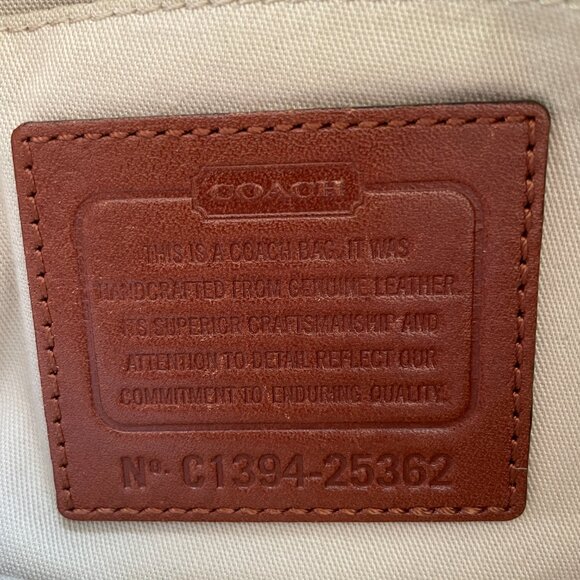 COACH
THIS IS A COACH BAG. IT WAS
HANDCRAFTED FROM GENUINE LEATHER.
ITS SUPERIOR CRAFTSMANSHIP AND
ATTENTION TO DETAIL REFLECT OUR
COMMITMENT TO ENDURING QUALITY.
No. C1394-25362